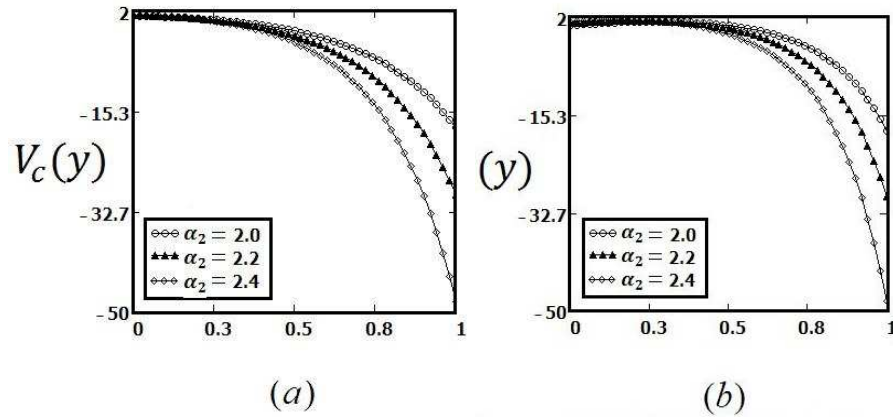 2
-15.3
-32.7
-50
V_c(y)
α₂ = 2.0
α₂ = 2.2
α₂ = 2.4
0 0.3 0.5 0.8 1
(a)
2
-15.3
-32.7
-50
(y)
α₂ = 2.0
α₂ = 2.2
α₂ = 2.4
0 0.3 0.5 0.8 1
(b)